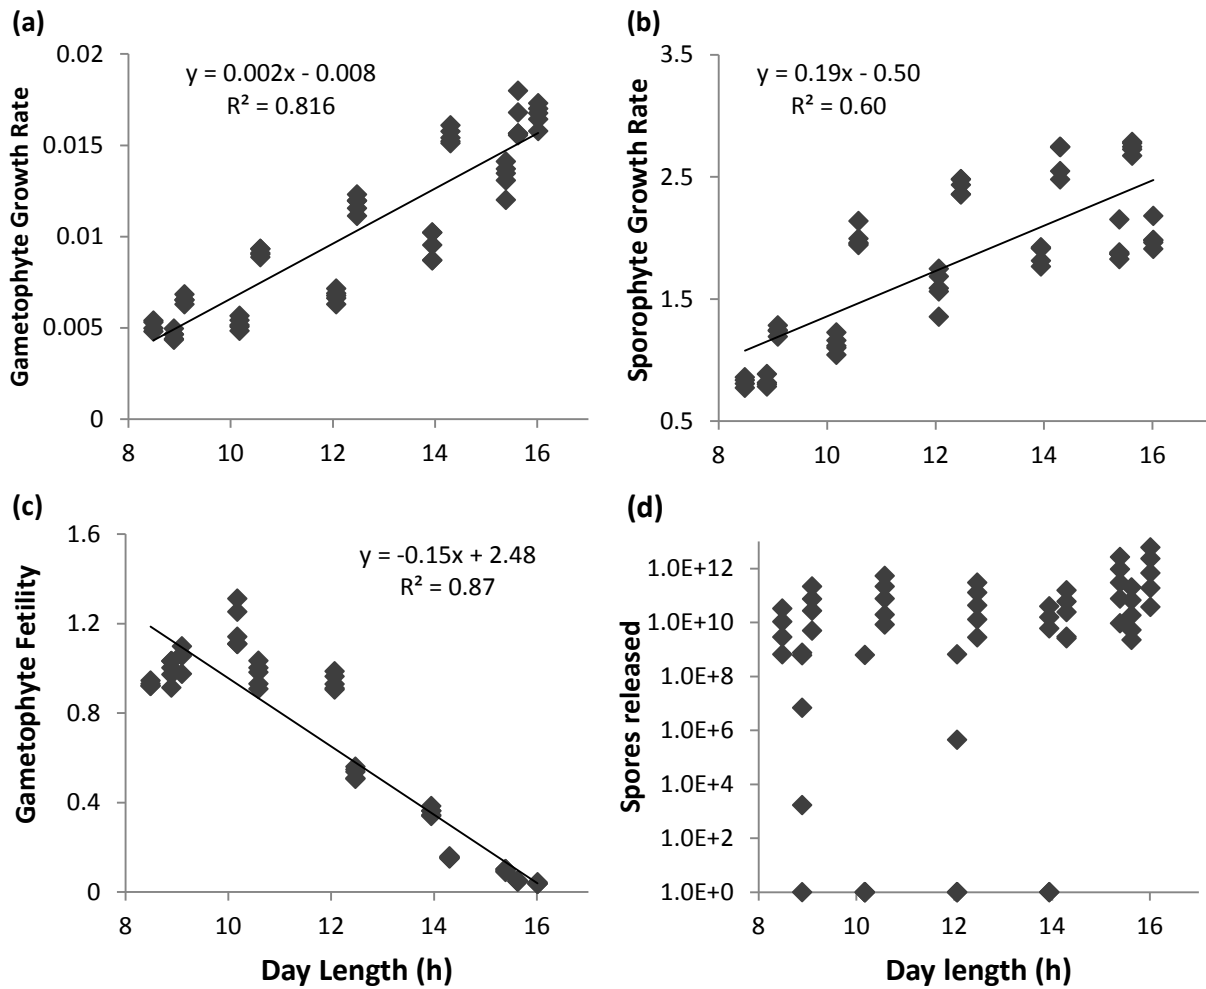 (a)
y = 0.002x - 0.008
R² = 0.816
Gametophyte Growth Rate
0.02
0.015
0.01
0.005
0
8 10 12 14 16
(b)
y = 0.19x - 0.50
R² = 0.60
Sporophyte Growth Rate
3.5
2.5
1.5
0.5
8 10 12 14 16
(c)
y = -0.15x + 2.48
R² = 0.87
Gametophyte Fetility
1.6
1.2
0.8
0.4
0
8 10 12 14 16
Day Length (h)
(d)
Spores released
1.0E+12
1.0E+10
1.0E+8
1.0E+6
1.0E+4
1.0E+2
1.0E+0
8 10 12 14 16
Day length (h)